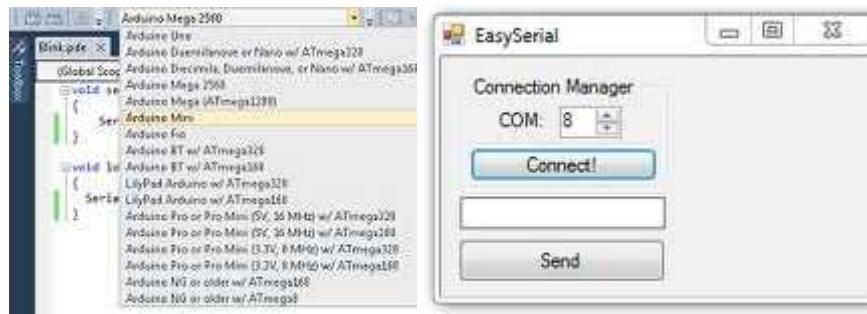 Arduino Mega 2560
Blink.pde ×
Toolbox
(Global Scop
void se
{
Ser
}
void lo
{
Seria
}
Arduino Uno
Arduino Duemilanove or Nano w/ ATmega328
Arduino Diecimila, Duemilanove, or Nano w/ ATmega168
Arduino Mega 2560
Arduino Mega (ATmega1280)
Arduino Mini
Arduino Fio
Arduino BT w/ ATmega328
Arduino BT w/ ATmega168
LilyPad Arduino w/ ATmega328
LilyPad Arduino w/ ATmega168
Arduino Pro or Pro Mini (5V, 16 MHz) w/ ATmega328
Arduino Pro or Pro Mini (5V, 16 MHz) w/ ATmega168
Arduino Pro or Pro Mini (3.3V, 8 MHz) w/ ATmega328
Arduino Pro or Pro Mini (3.3V, 8 MHz) w/ ATmega168
Arduino NG or older w/ ATmega168
Arduino NG or older w/ ATmega8
EasySerial
Connection Manager
COM: 8
Connect!
Send